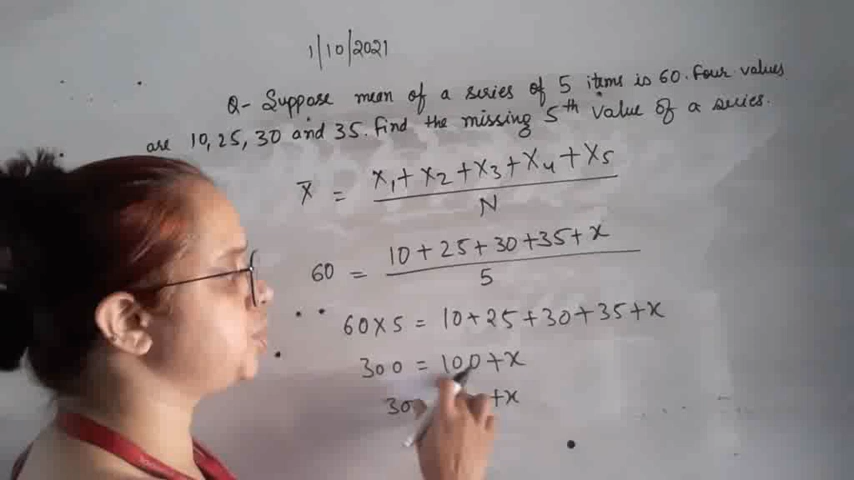 1/10/2021
Q- Suppose mean of a series of 5 items is 60. Four values
are 10, 25, 30 and 35. Find the missing 5th value of a series.
X̄ = X₁ + X₂ + X₃ + X₄ + X₅ / N
60 = 10 + 25 + 30 + 35 + x / 5
60 x 5 = 10 + 25 + 30 + 35 + x
300 = 100 + x
30 + x